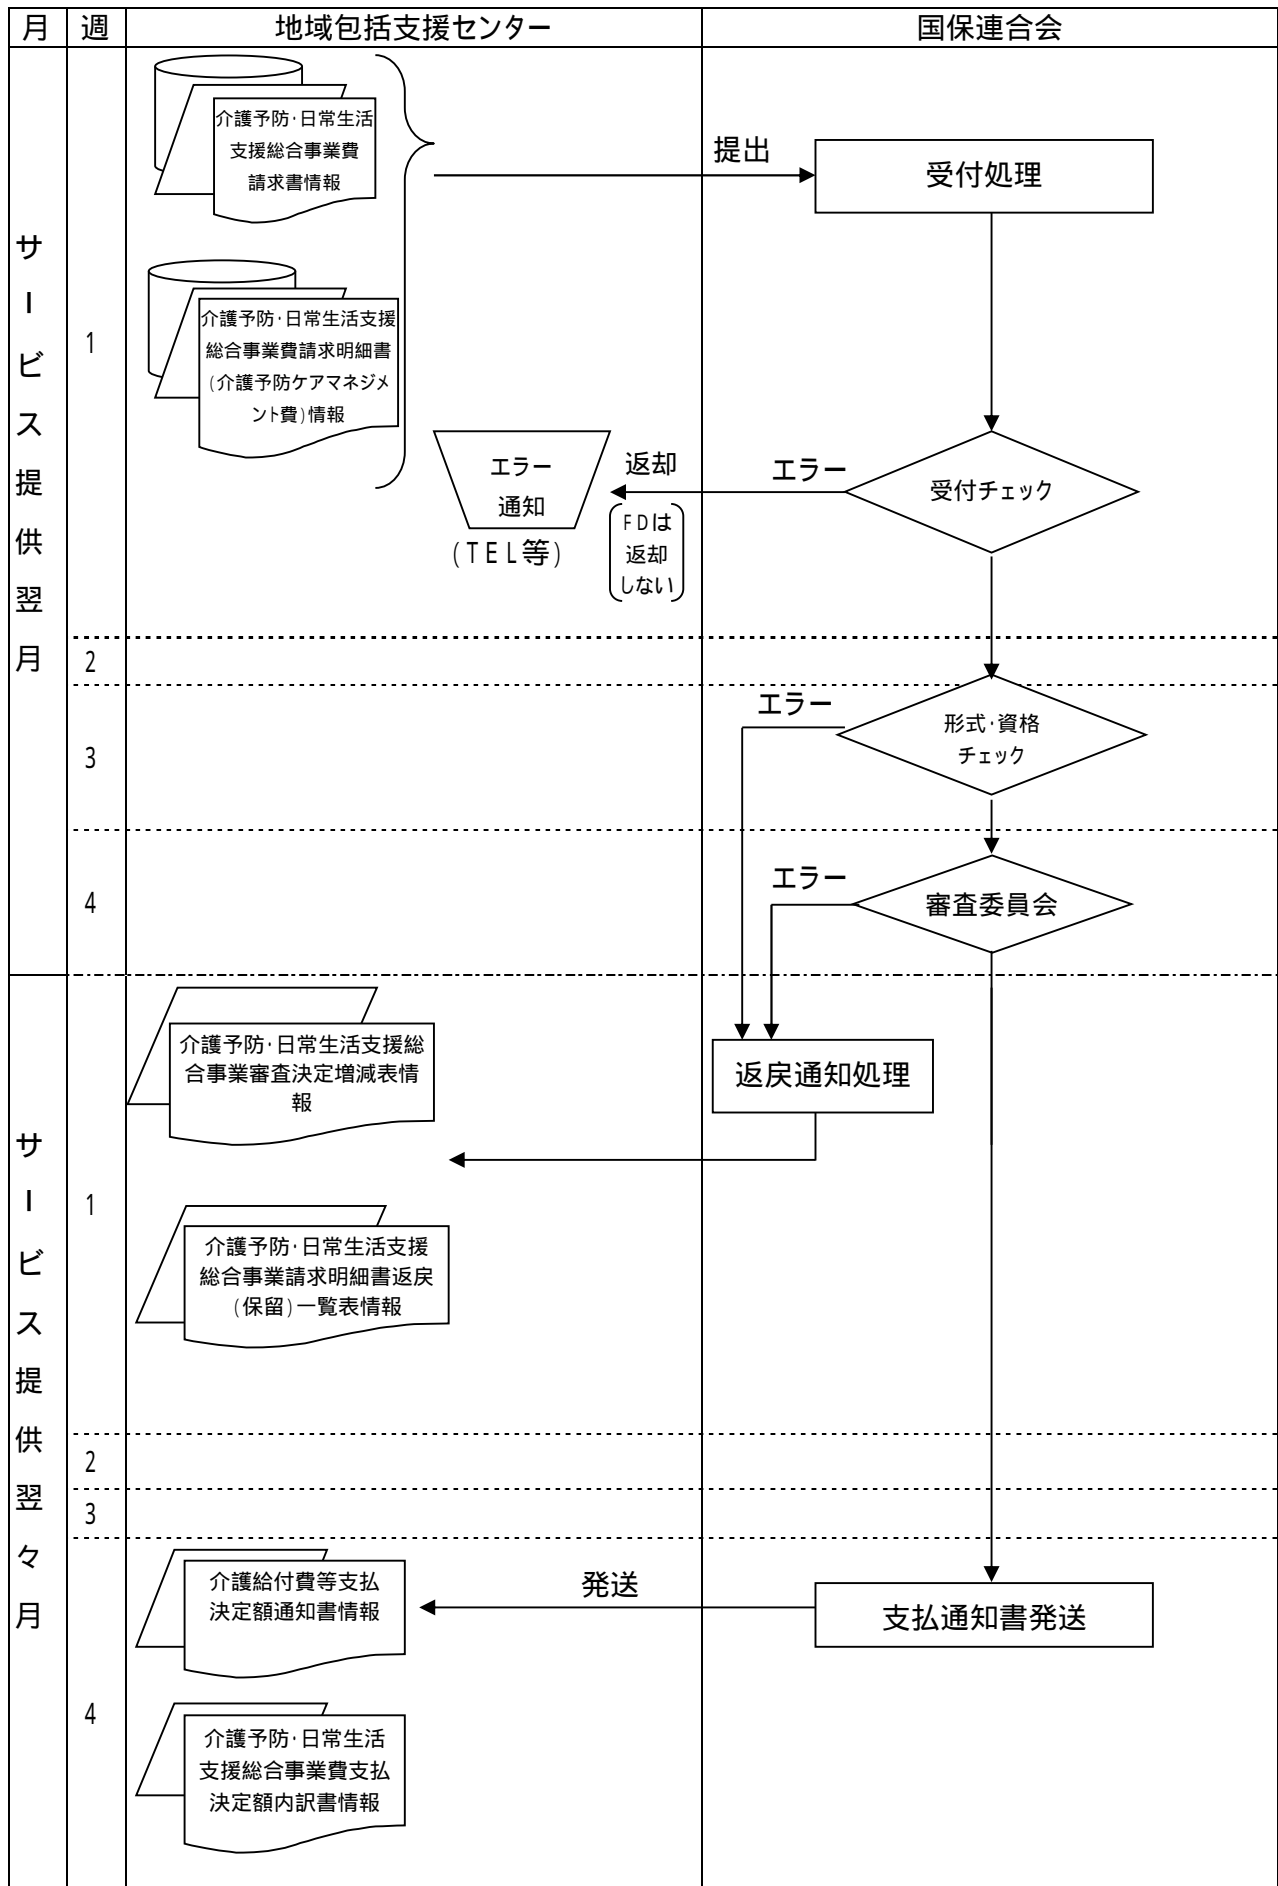 月 週 地域包括支援センター 国保連合会
サービス提供翌月
1
介護予防・日常生活
支援総合事業費
請求書情報
提出
受付処理
介護予防・日常生活支援
総合事業費請求明細書
(介護予防ケアマネジメ
ント費)情報
エラー
通知
(TEL等)
返却
FDは
返却
しない
エラー
受付チェック
2
3
エラー
形式・資格
チェック
4
エラー
審査委員会
サービス提供翌々月
1
介護予防・日常生活支援総
合事業審査決定増減表情
報
返戻通知処理
介護予防・日常生活支援
総合事業請求明細書返戻
(保留)一覧表情報
2
3
4
介護給付費等支払
決定額通知書情報
発送
支払通知書発送
介護予防・日常生活
支援総合事業費支払
決定額内訳書情報